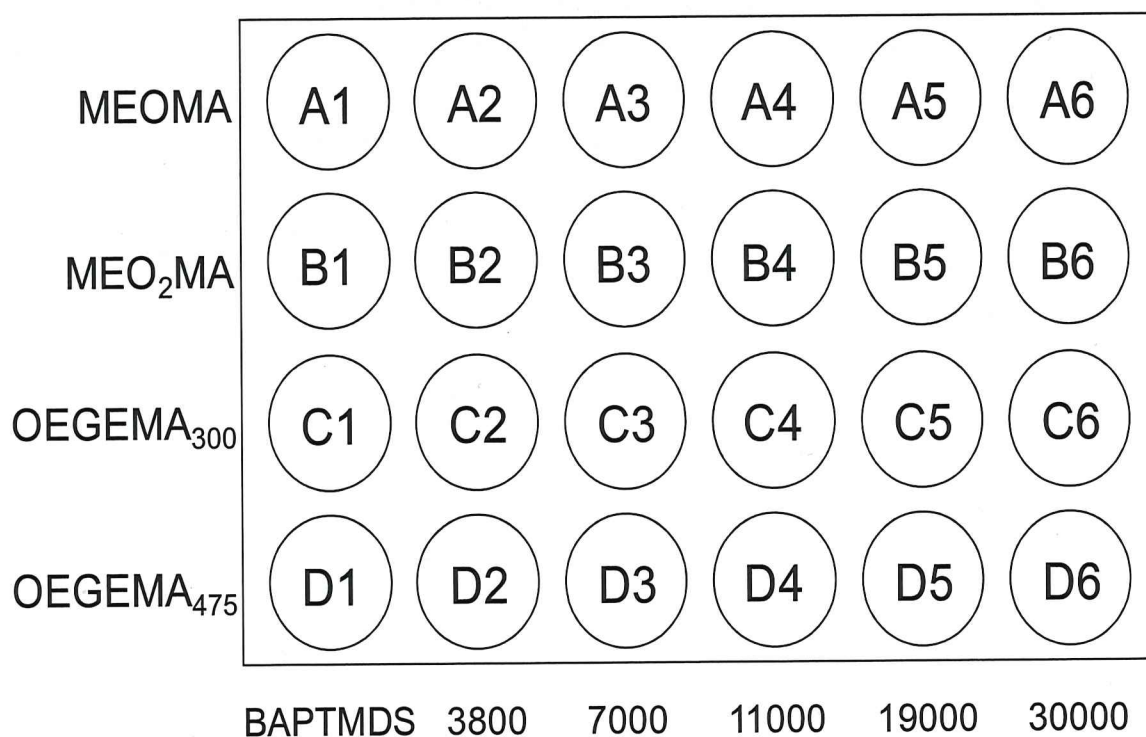 MEOMA A1 A2 A3 A4 A5 A6
MEO₂MA B1 B2 B3 B4 B5 B6
OEGEMA₃₀₀ C1 C2 C3 C4 C5 C6
OEGEMA₄₇₅ D1 D2 D3 D4 D5 D6
BAPTMDS 3800 7000 11000 19000 30000